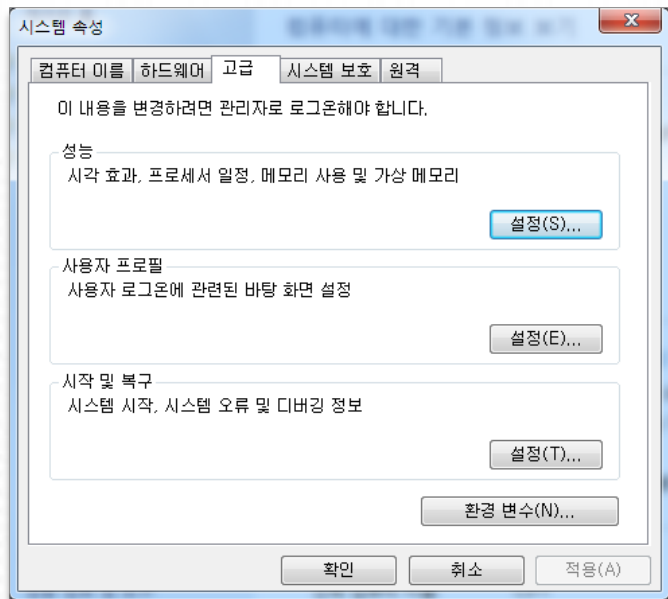 시스템 속성
컴퓨터 이름 하드웨어 고급 시스템 보호 원격
이 내용을 변경하려면 관리자로 로그온해야 합니다.
성능
시각 효과, 프로세서 일정, 메모리 사용 및 가상 메모리
설정(S)...
사용자 프로필
사용자 로그온에 관련된 바탕 화면 설정
설정(E)...
시작 및 복구
시스템 시작, 시스템 오류 및 디버깅 정보
설정(T)...
환경 변수(N)...
확인 취소 적용(A)